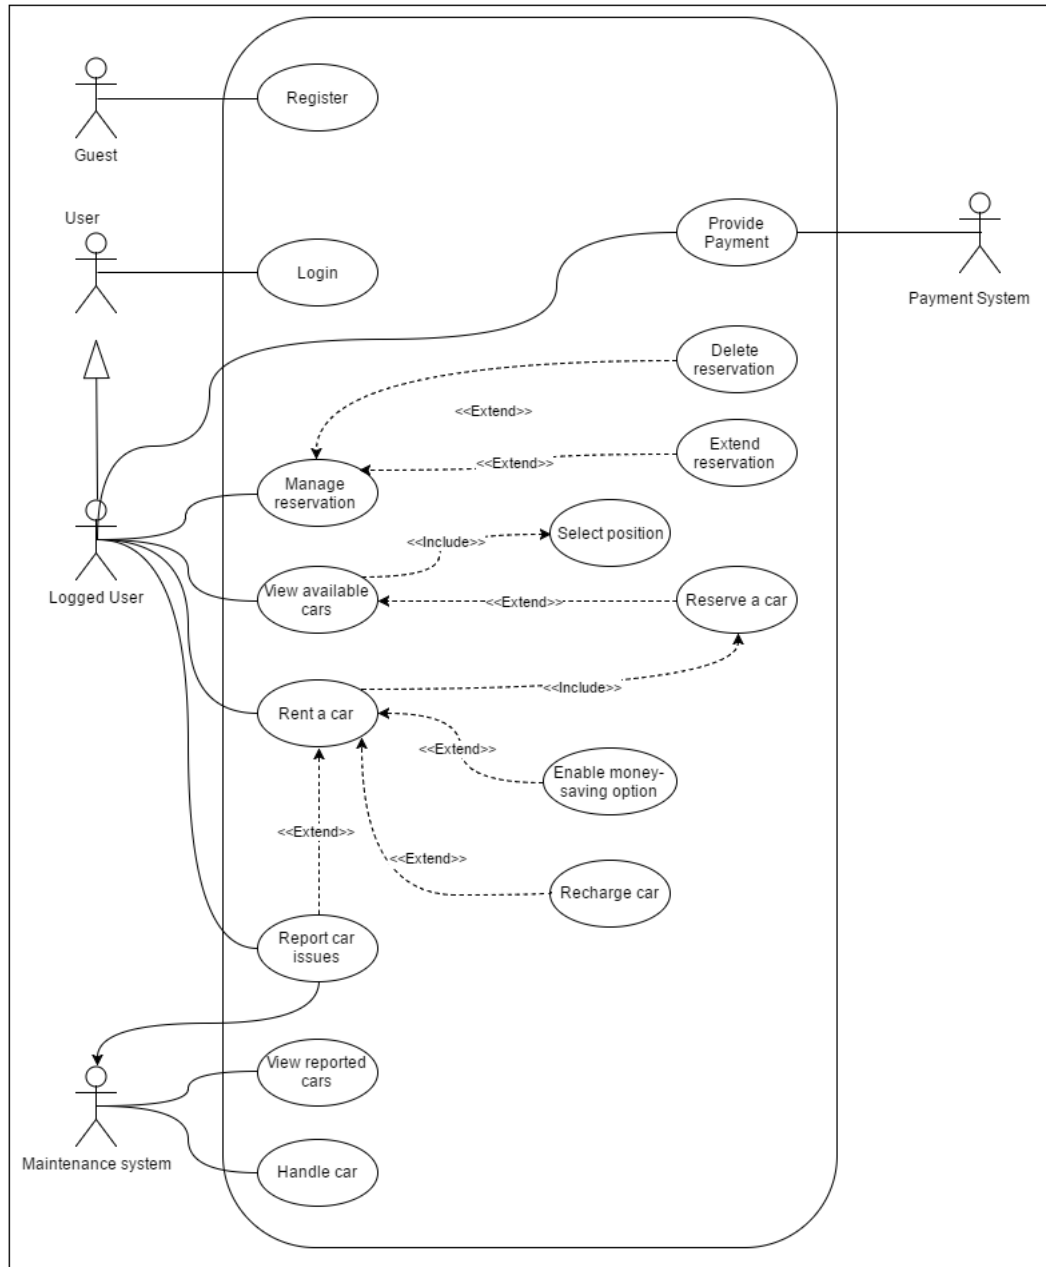 Register
Guest
User
Provide
Payment
Login
Payment System
Delete
reservation
<<Extend>>
Extend
reservation
<<Extend>>
Manage
reservation
Select position
<<Include>>
Logged User
View available
cars
<<Extend>>
Reserve a car
<<Include>>
Rent a car
<<Extend>>
Enable money-
saving option
<<Extend>>
<<Extend>>
Recharge car
Report car
issues
View reported
cars
Maintenance system
Handle car